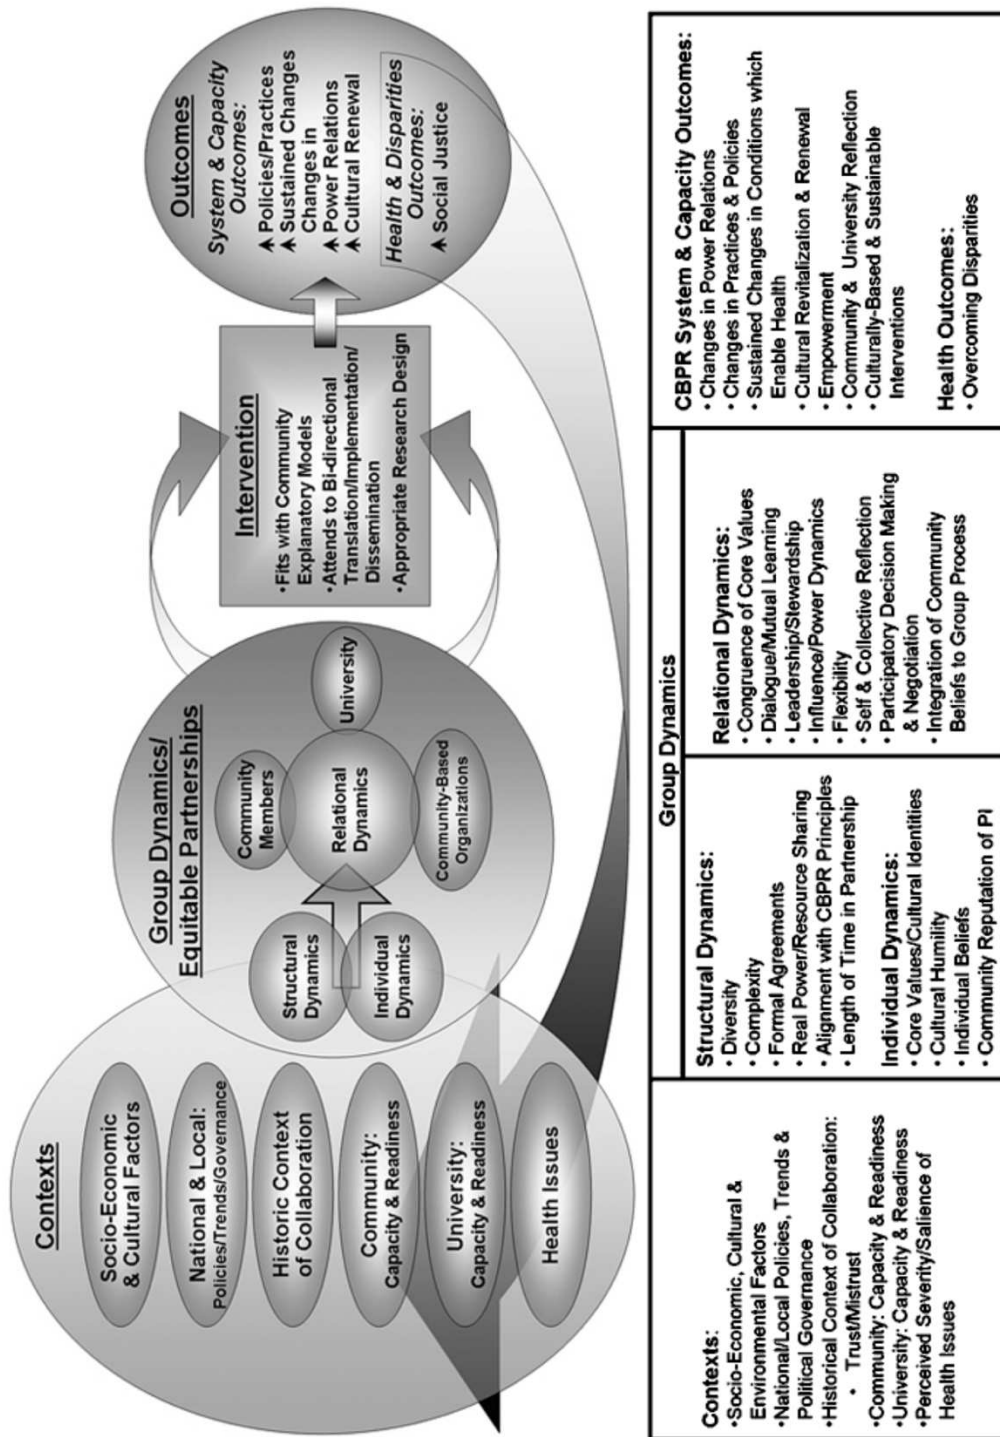 Contexts
Socio-Economic
& Cultural Factors
National & Local:
Policies/Trends/Governance
Historic Context
of Collaboration
Community:
Capacity & Readiness
University:
Capacity & Readiness
Health Issues
Group Dynamics/
Equitable Partnerships
Structural
Dynamics
Individual
Dynamics
Community
Members
Relational
Dynamics
University
Community-Based
Organizations
Intervention
•Fits with Community
Explanatory Models
•Attends to Bi-directional
Translation/Implementation/
Dissemination
•Appropriate Research Design
Outcomes
System & Capacity
Outcomes:
Policies/Practices
Sustained Changes
Changes in
Power Relations
Cultural Renewal
Health & Disparities
Outcomes:
Social Justice
Contexts:
•Socio-Economic, Cultural &
Environmental Factors
•National/Local Policies, Trends &
Political Governance
•Historical Context of Collaboration:
• Trust/Mistrust
•Community: Capacity & Readiness
•University: Capacity & Readiness
•Perceived Severity/Salience of
Health Issues
Group Dynamics
Structural Dynamics:
• Diversity
• Complexity
• Formal Agreements
• Real Power/Resource Sharing
• Alignment with CBPR Principles
• Length of Time in Partnership
Individual Dynamics:
• Core Values/Cultural Identities
• Cultural Humility
• Individual Beliefs
• Community Reputation of PI
Relational Dynamics:
• Congruence of Core Values
• Dialogue/Mutual Learning
• Leadership/Stewardship
• Influence/Power Dynamics
• Flexibility
• Self & Collective Reflection
• Participatory Decision Making
& Negotiation
• Integration of Community
Beliefs to Group Process
CBPR System & Capacity Outcomes:
• Changes in Power Relations
• Changes in Practices & Policies
• Sustained Changes in Conditions which
Enable Health
• Cultural Revitalization & Renewal
• Empowerment
• Community & University Reflection
• Culturally-Based & Sustainable
Interventions
Health Outcomes:
• Overcoming Disparities